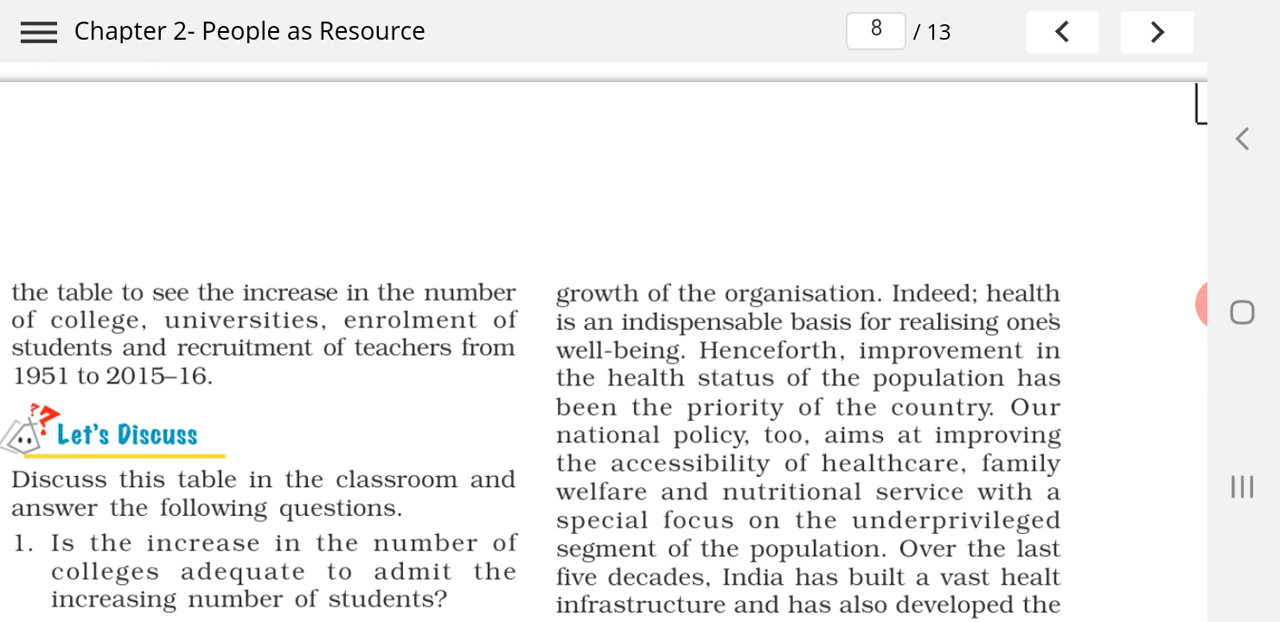 Chapter 2- People as Resource
8 / 13
the table to see the increase in the number
of college, universities, enrolment of
students and recruitment of teachers from
1951 to 2015–16.
Let's Discuss
Discuss this table in the classroom and
answer the following questions.
1. Is the increase in the number of
colleges adequate to admit the
increasing number of students?
growth of the organisation. Indeed; health
is an indispensable basis for realising one's
well-being. Henceforth, improvement in
the health status of the population has
been the priority of the country. Our
national policy, too, aims at improving
the accessibility of healthcare, family
welfare and nutritional service with a
special focus on the underprivileged
segment of the population. Over the last
five decades, India has built a vast healt
infrastructure and has also developed the